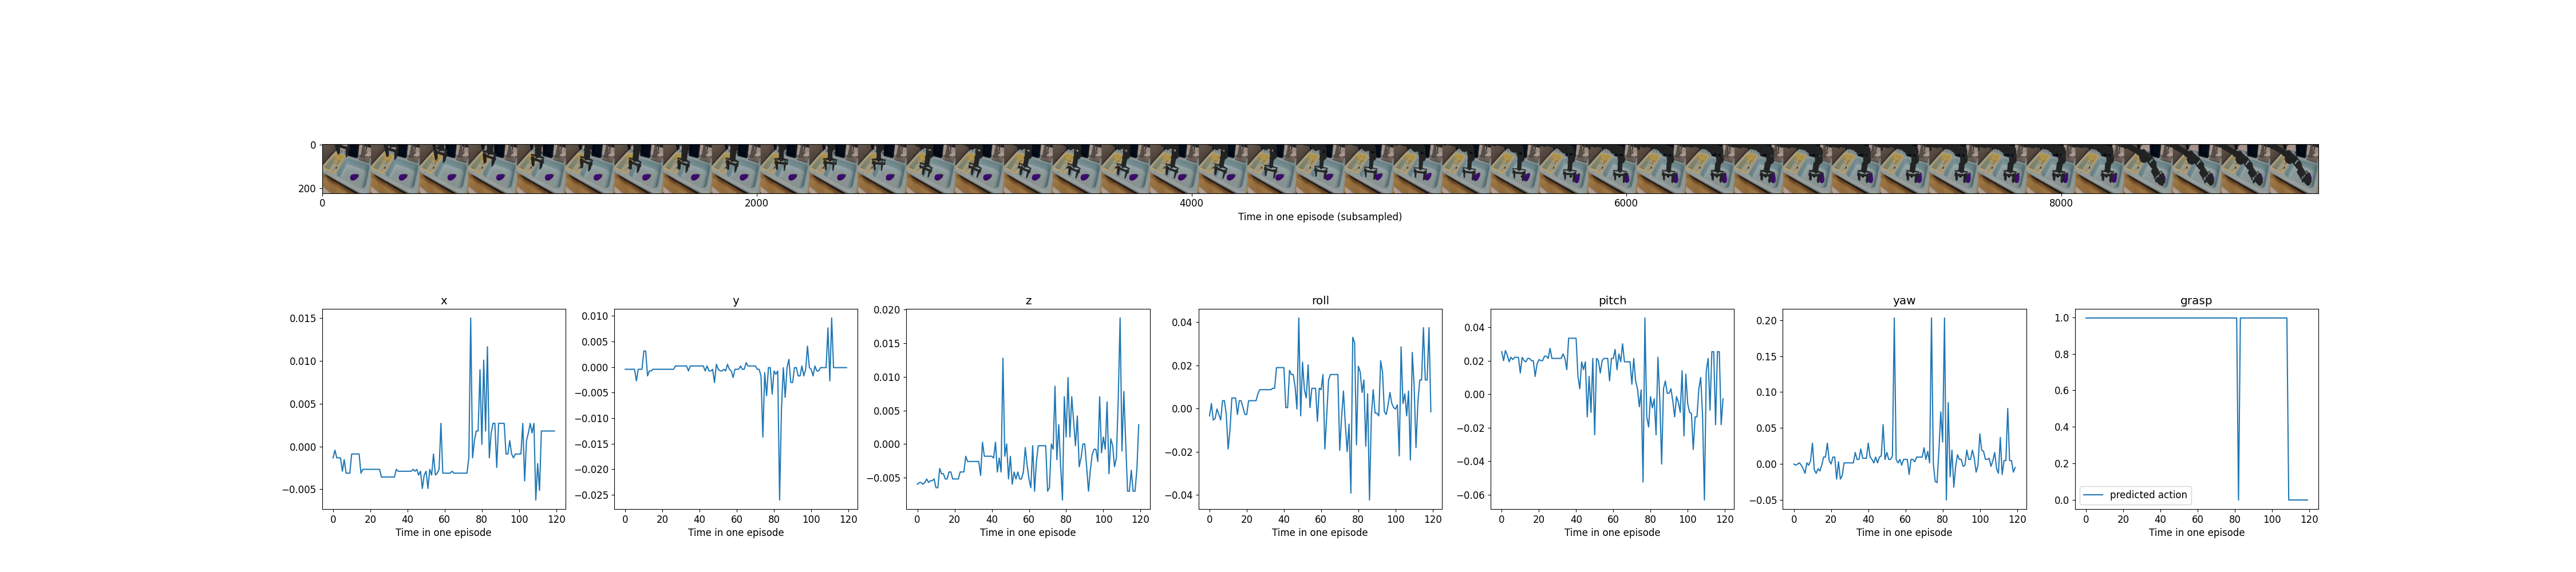 0
200
0 2000 4000 6000 8000
Time in one episode (subsampled)
x
0.015
0.010
0.005
0.000
−0.005
0 20 40 60 80 100 120
Time in one episode
y
0.010
0.005
0.000
−0.005
−0.010
−0.015
−0.020
−0.025
0 20 40 60 80 100 120
Time in one episode
z
0.020
0.015
0.010
0.005
0.000
−0.005
0 20 40 60 80 100 120
Time in one episode
roll
0.04
0.02
0.00
−0.02
−0.04
0 20 40 60 80 100 120
Time in one episode
pitch
0.04
0.02
0.00
−0.02
−0.04
−0.06
0 20 40 60 80 100 120
Time in one episode
yaw
0.20
0.15
0.10
0.05
0.00
−0.05
0 20 40 60 80 100 120
Time in one episode
grasp
1.0
0.8
0.6
0.4
0.2
0.0
predicted action
0 20 40 60 80 100 120
Time in one episode